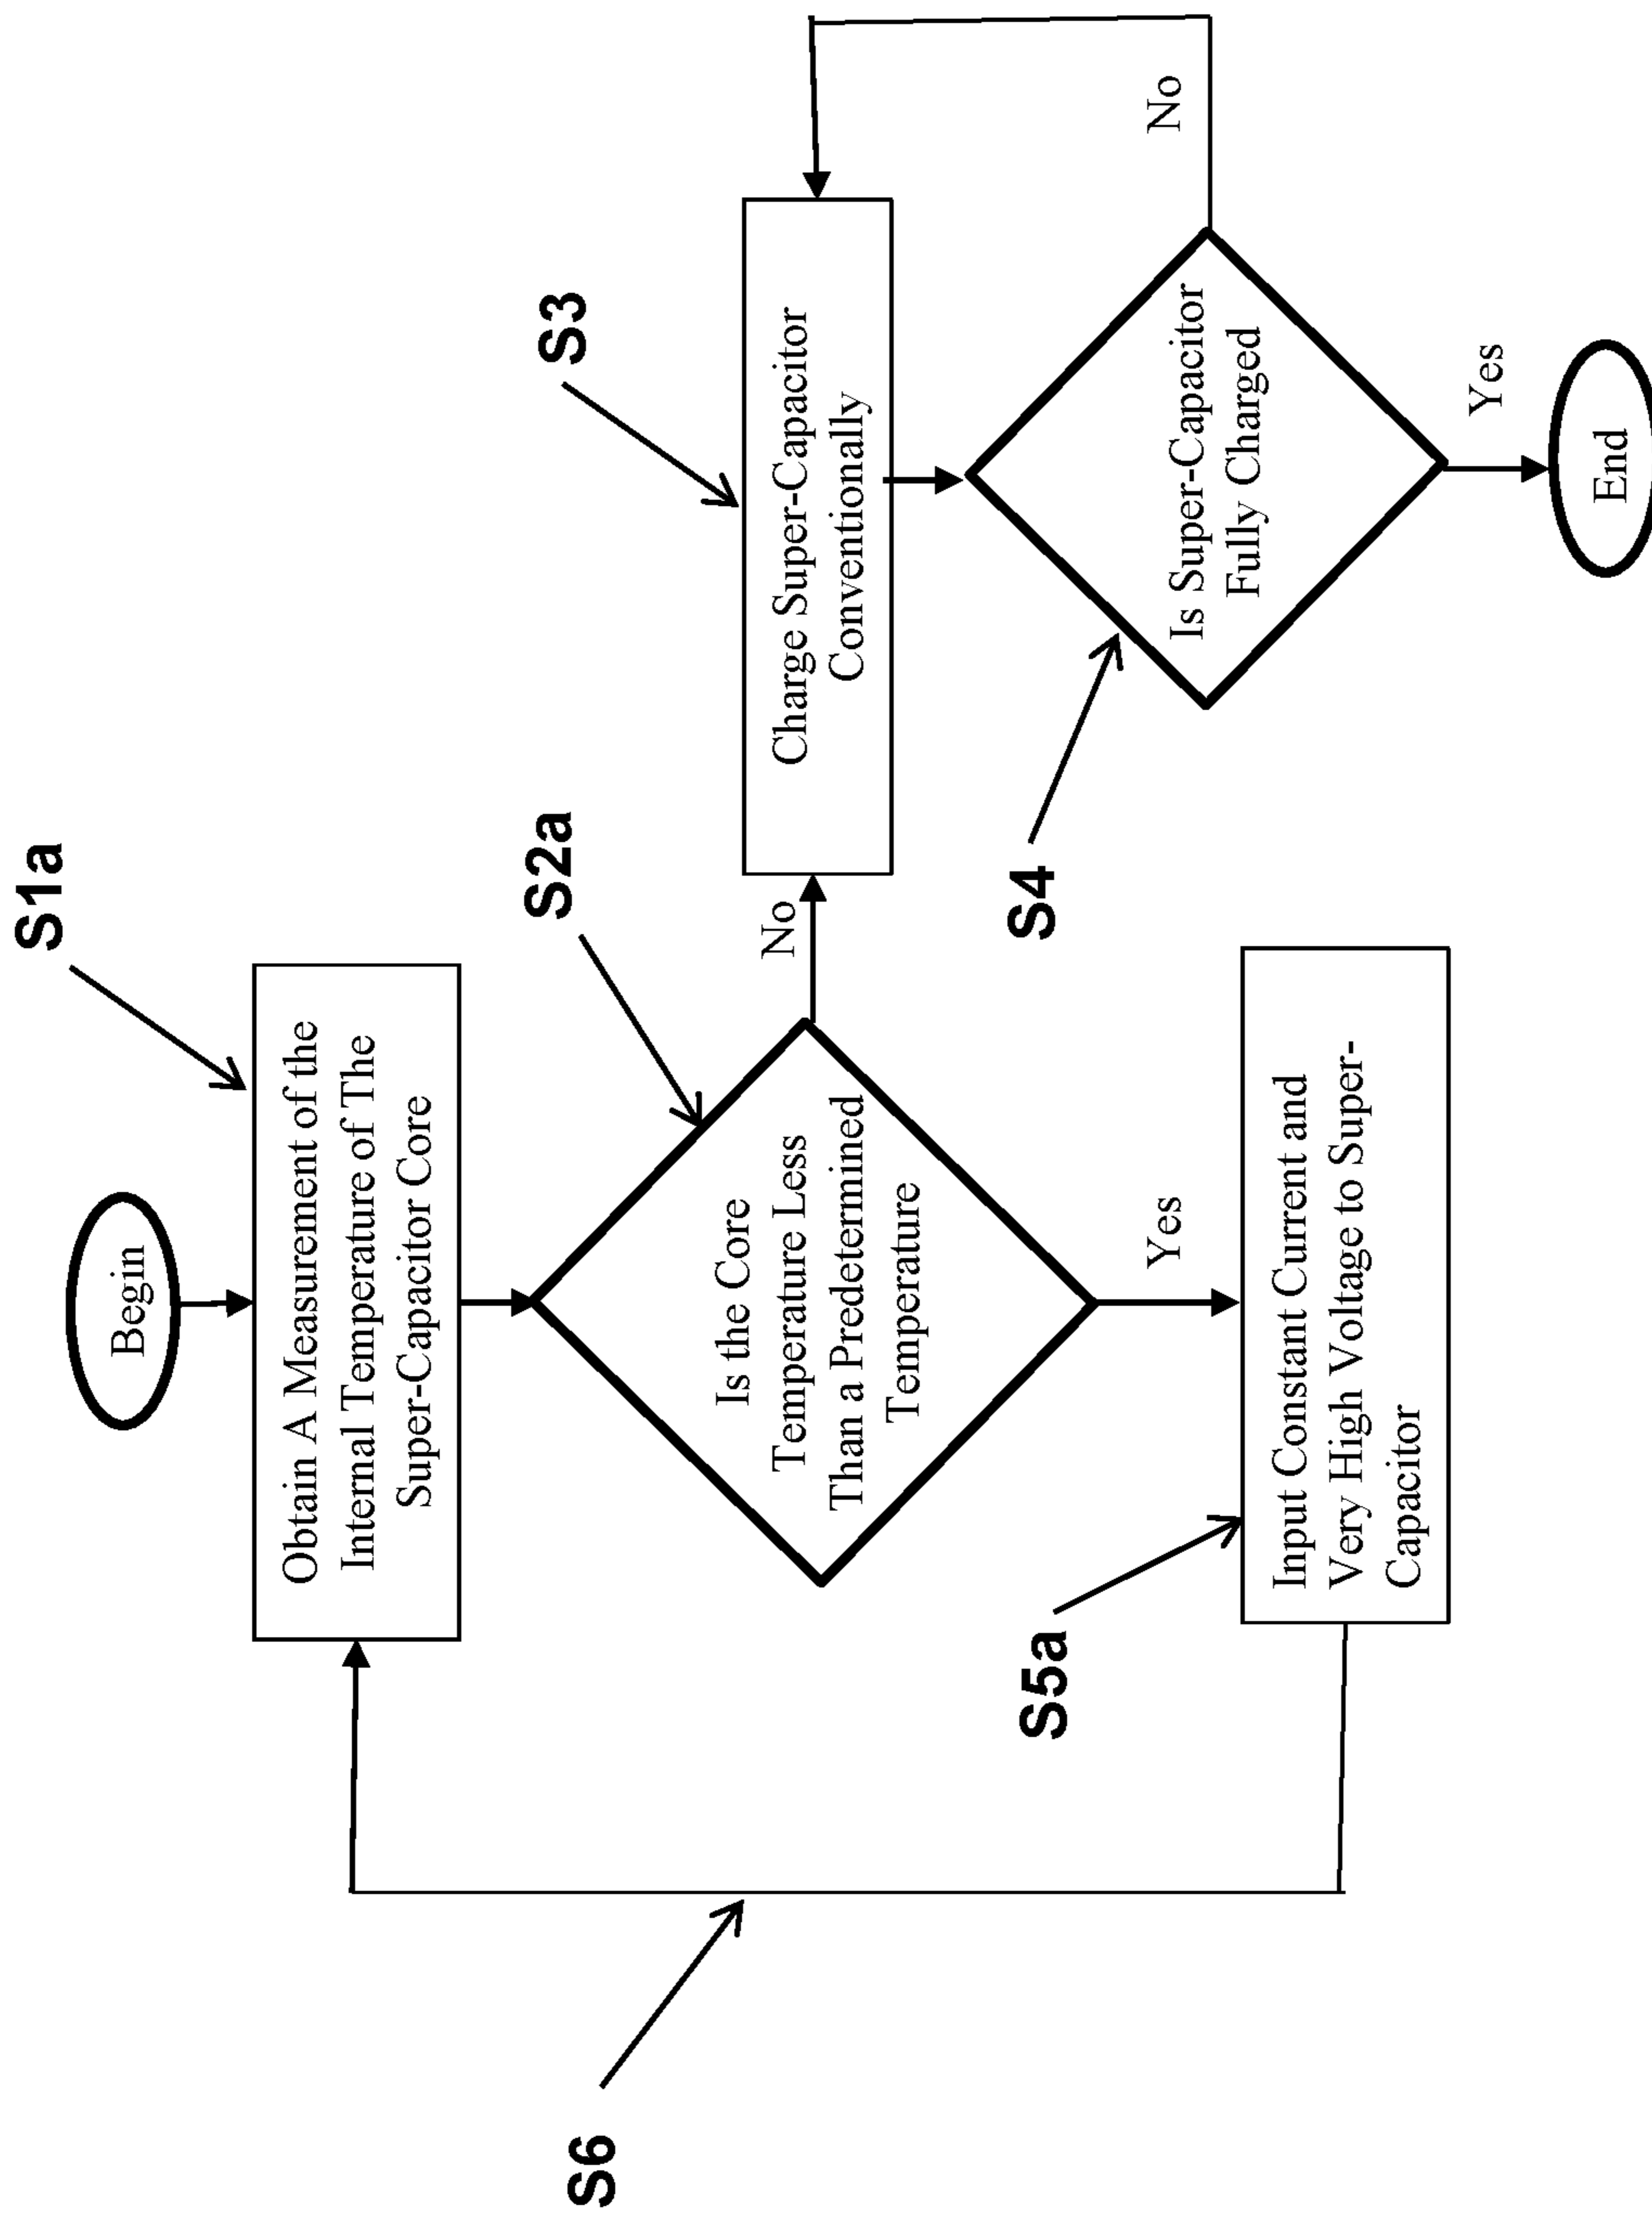 Begin
S1a
Obtain A Measurement of the
Internal Temperature of The
Super-Capacitor Core
S2a
Is the Core
Temperature Less
Than a Predetermined
Temperature
No
S3
Charge Super-Capacitor
Conventionally
S4
Is Super-Capacitor
Fully Charged
No
Yes
End
Yes
S5a
Input Constant Current and
Very High Voltage to Super-
Capacitor
S6